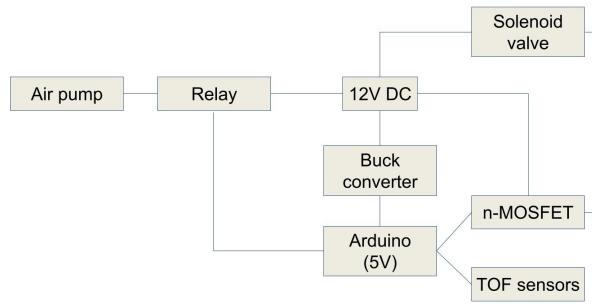 Solenoid
valve
Air pump
Relay
12V DC
Buck
converter
n-MOSFET
Arduino
(5V)
TOF sensors